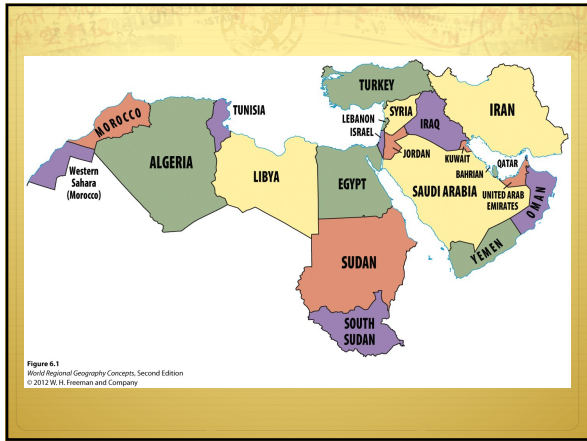 MOROCCO
Western
Sahara
(Morocco)
ALGERIA
TUNISIA
LIBYA
EGYPT
SUDAN
SOUTH
SUDAN
TURKEY
LEBANON
ISRAEL
SYRIA
IRAQ
IRAN
JORDAN
KUWAIT
BAHRIAN
QATAR
SAUDI ARABIA
UNITED ARAB
EMIRATES
OMAN
YEMEN
Figure 6.1
World Regional Geography Concepts, Second Edition
© 2012 W. H. Freeman and Company